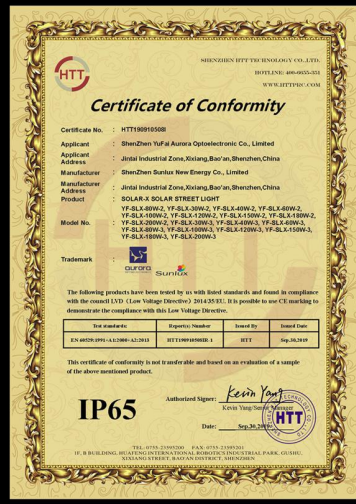 HTT
SHENZHEN HTT TECHNOLOGY CO.,LTD.
HOTLINE: 400-6655-351
WWW.HTTPRC.COM
Certificate of Conformity
Certificate No. : HTT190910508I
Applicant : ShenZhen YuFai Aurora Optoelectronic Co., Limited
Applicant Address : Jintai Industrial Zone,Xixiang,Bao'an,Shenzhen,China
Manufacturer : ShenZhen Sunlux New Energy Co., Limited
Manufacturer Address : Jintai Industrial Zone,Xixiang,Bao'an,Shenzhen,China
Product : SOLAR-X SOLAR STREET LIGHT
Model No. : YF-SLX-80W-2, YF-SLX-30W-2, YF-SLX-40W-2, YF-SLX-60W-2,
YF-SLX-100W-2, YF-SLX-120W-2, YF-SLX-150W-2, YF-SLX-180W-2,
YF-SLX-200W-2, YF-SLX-30W-3, YF-SLX-40W-3, YF-SLX-60W-3,
YF-SLX-80W-3, YF-SLX-100W-3, YF-SLX-120W-3, YF-SLX-150W-3,
YF-SLX-180W-3, YF-SLX-200W-3
Trademark : aurora Sunlux
The following products have been tested by us with listed standards and found in compliance
with the council LVD (Low Voltage Directive) 2014/35/EU. It is possible to use CE marking to
demonstrate the compliance with this Low Voltage Directive.
Test standards: Report(s) Number Issued By Issued Date
EN 60529:1991+A1:2000+A2:2013 HTT190910508IR-1 HTT Sep.30,2019
This certificate of conformity is not transferable and based on an evaluation of a sample
of the above mentioned product.
IP65
Authorized Signer: Kevin Yang
Kevin Yang/Senior Manager
Date: Sep.30,2019
HTT
TEL: 0755-23595200 FAX: 0755-23595201
1F, B BUILDING, HUAFENG INTERNATIONAL ROBOTICS INDUSTRIAL PARK, GUSHU,
XIXIANG STREET, BAO'AN DISTRICT, SHENZHEN